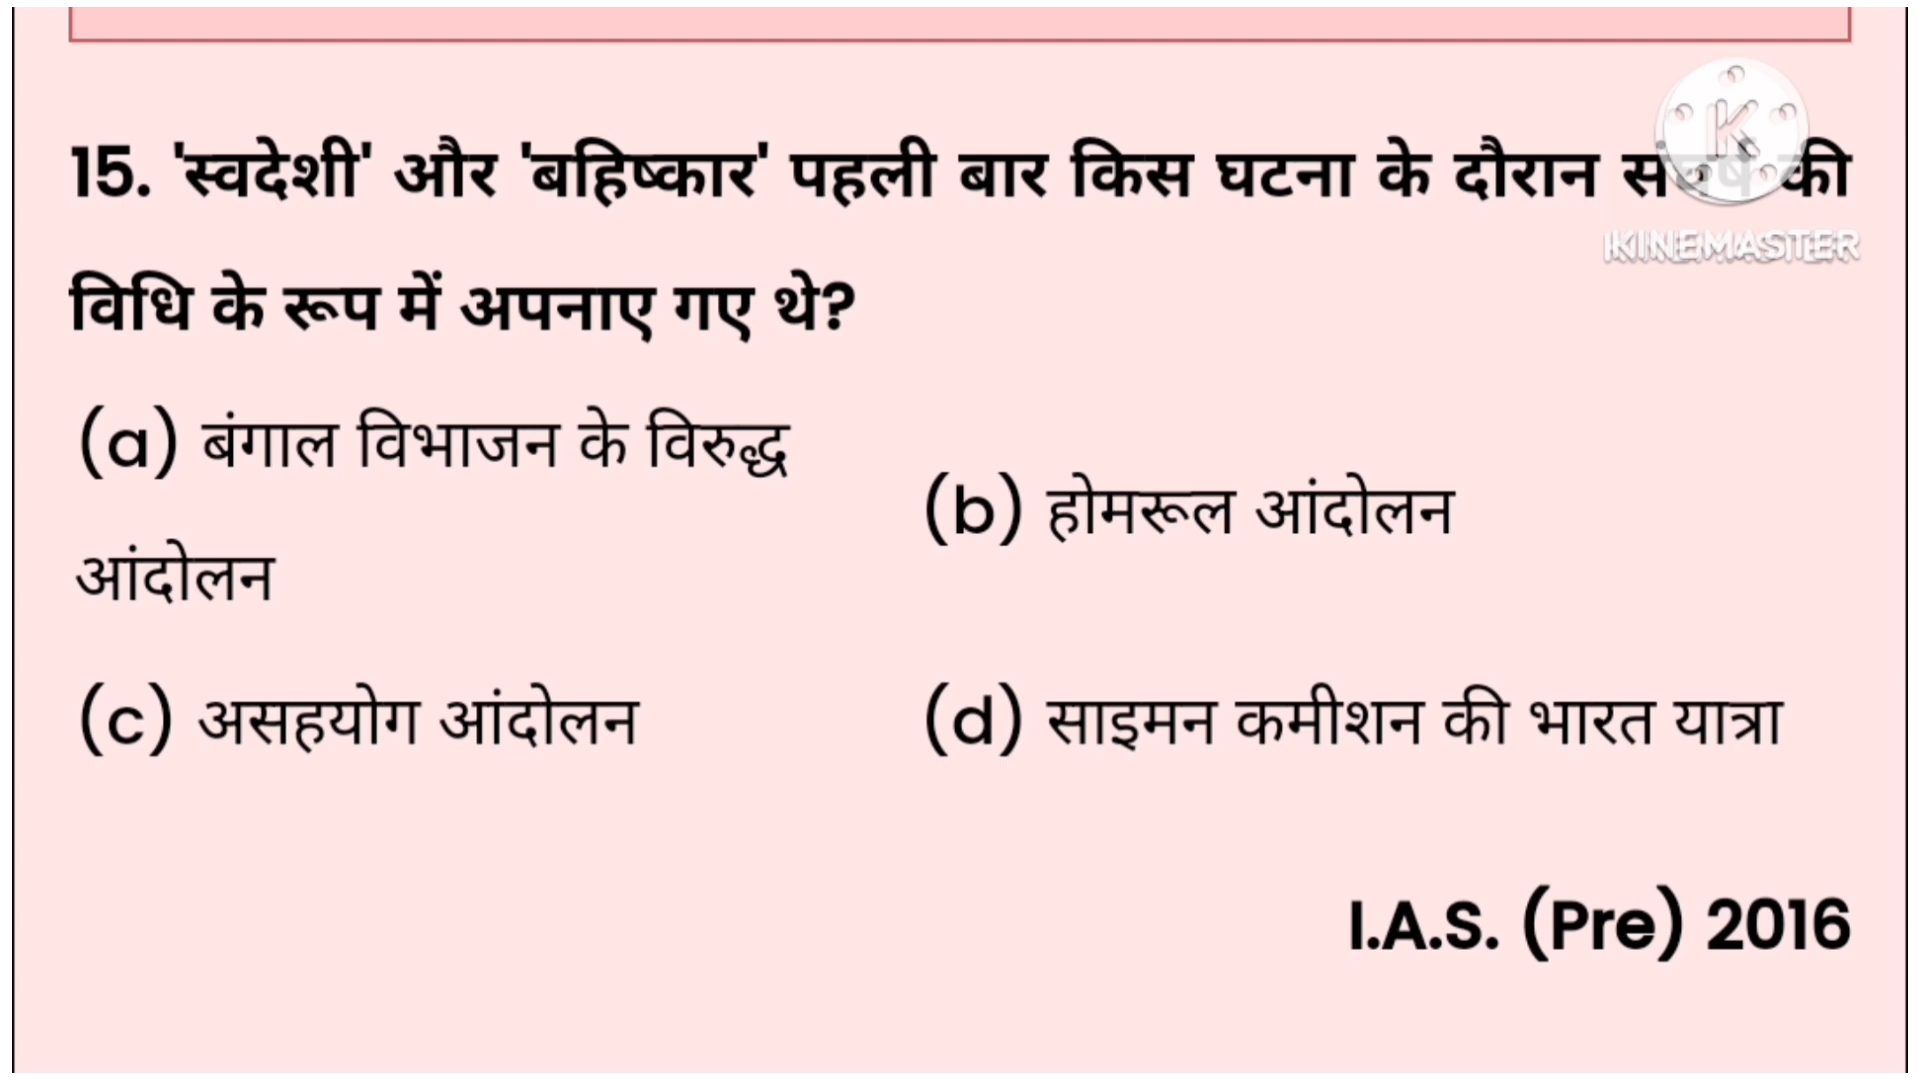 15. 'स्वदेशी' और 'बहिष्कार' पहली बार किस घटना के दौरान की
KINEMASTER
विधि के रूप में अपनाए गए थे?
(a) बंगाल विभाजन के विरुद्ध
आंदोलन
(b) होमरूल आंदोलन
(c) असहयोग आंदोलन
(d) साइमन कमीशन की भारत यात्रा
I.A.S. (Pre) 2016